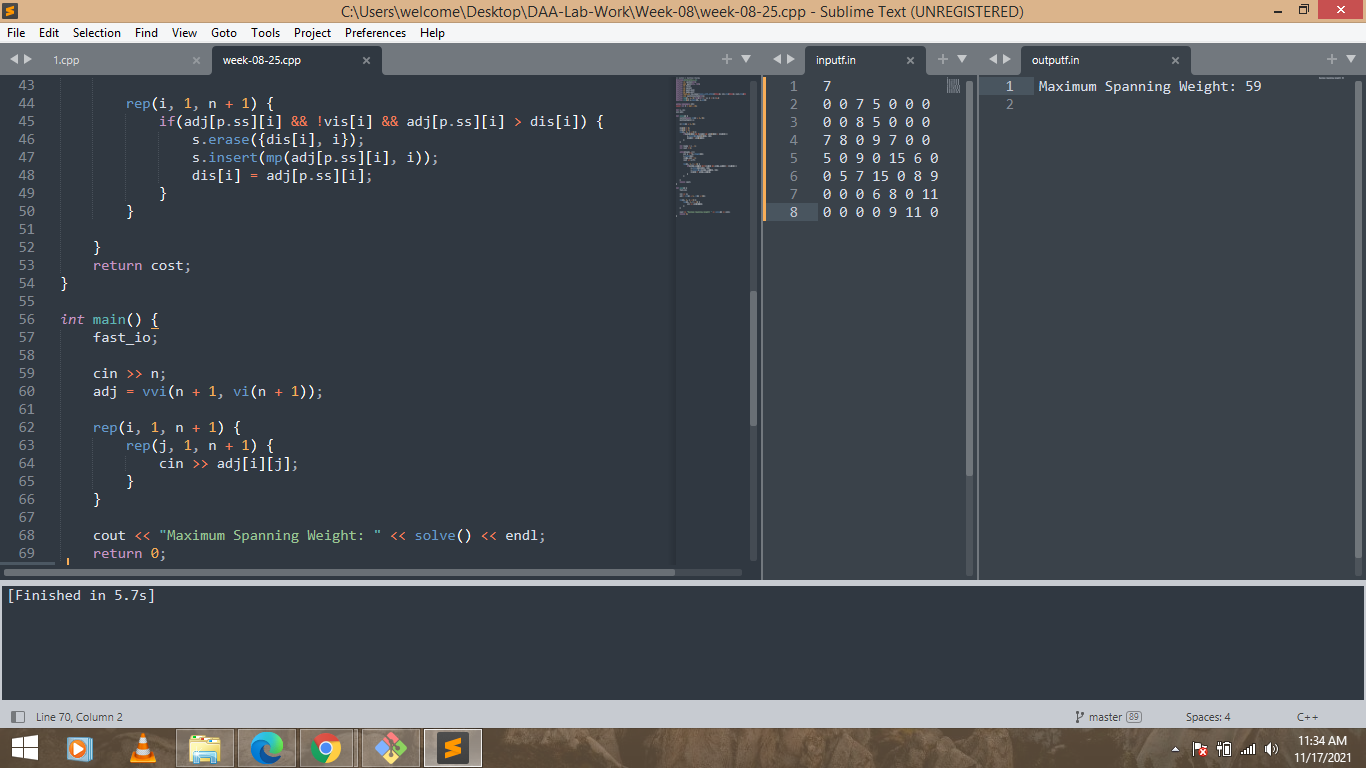 C:\Users\welcome\Desktop\DAA-Lab-Work\Week-08\week-08-25.cpp - Sublime Text (UNREGISTERED)
File Edit Selection Find View Goto Tools Project Preferences Help
1.cpp
week-08-25.cpp
43
44 rep(i, 1, n + 1) {
45 if(adj[p.ss][i] && !vis[i] && adj[p.ss][i] > dis[i]) {
46 s.erase({dis[i], i});
47 s.insert(mp(adj[p.ss][i], i));
48 dis[i] = adj[p.ss][i];
49 }
50 }
51
52 }
53 return cost;
54 }
55
56 int main() {
57 fast_io;
58
59 cin >> n;
60 adj = vvi(n + 1, vi(n + 1));
61
62 rep(i, 1, n + 1) {
63 rep(j, 1, n + 1) {
64 cin >> adj[i][j];
65 }
66 }
67
68 cout << "Maximum Spanning Weight: " << solve() << endl;
69 return 0;
inputf.in
1 7
2 0 0 7 5 0 0 0
3 0 0 8 5 0 0 0
4 7 8 0 9 7 0 0
5 5 0 9 0 15 6 0
6 0 5 7 15 0 8 9
7 0 0 0 6 8 0 11
8 0 0 0 0 9 11 0
outputf.in
1 Maximum Spanning Weight: 59
2
[Finished in 5.7s]
Line 70, Column 2
master 89
Spaces: 4
C++
11:34 AM
11/17/2021